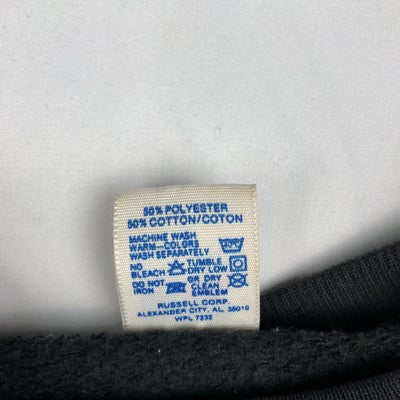 50% POLYESTER
50% COTTON/COTON
MACHINE WASH
WARM-COLORS
WASH SEPARATELY
NO BLEACH TUMBLE DRY LOW
DO NOT IRON OR DRY CLEAN
EMBLEM
RUSSELL CORP.
ALEXANDER CITY, AL 35010
WPL 7232